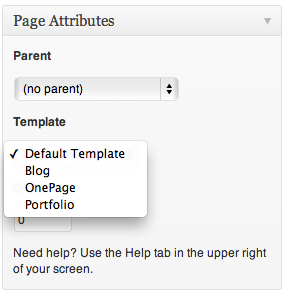 Page Attributes
Parent
(no parent)
Template
✓ Default Template
Blog
OnePage
Portfolio
0
Need help? Use the Help tab in the upper right
of your screen.